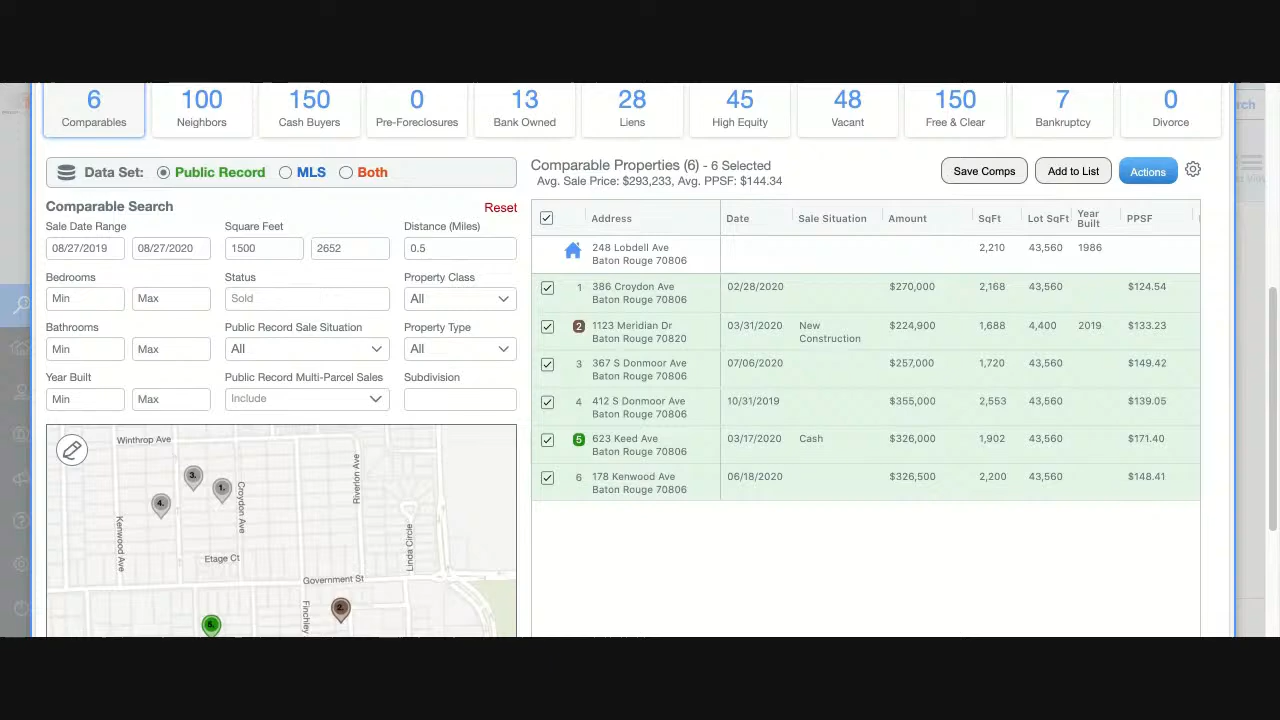 6 100 150 0 13 28 45 48 150 7 0
Comparables Neighbors Cash Buyers Pre-Foreclosures Bank Owned Liens High Equity Vacant Free & Clear Bankruptcy Divorce
Data Set: Public Record MLS Both
Comparable Search Reset
Sale Date Range Square Feet Distance (Miles)
08/27/2019 08/27/2020 1500 2652 0.5
Bedrooms Status Property Class
Min Max Sold All
Bathrooms Public Record Sale Situation Property Type
Min Max All All
Year Built Public Record Multi-Parcel Sales Subdivision
Min Max Include
Winthrop Ave
Riverlon Ave
3. 1. 4.
Croydon Ave
Kenwood Ave
Linda Circle
Etage Ct
Government St
Finchley
2.
5.
Comparable Properties (6) - 6 Selected
Avg. Sale Price: $293,233, Avg. PPSF: $144.34
Save Comps Add to List Actions
Address Date Sale Situation Amount SqFt Lot SqFt Year Built PPSF
248 Lobdell Ave 2,210 43,560 1986
Baton Rouge 70806
1 386 Croydon Ave 02/28/2020 $270,000 2,168 43,560 $124.54
Baton Rouge 70806
2 1123 Meridian Dr 03/31/2020 New $224,900 1,688 4,400 2019 $133.23
Baton Rouge 70820 Construction
3 367 S Donmoor Ave 07/06/2020 $257,000 1,720 43,560 $149.42
Baton Rouge 70806
4 412 S Donmoor Ave 10/31/2019 $355,000 2,553 43,560 $139.05
Baton Rouge 70806
5 623 Keed Ave 03/17/2020 Cash $326,000 1,902 43,560 $171.40
Baton Rouge 70806
6 178 Kenwood Ave 06/18/2020 $326,500 2,200 43,560 $148.41
Baton Rouge 70806